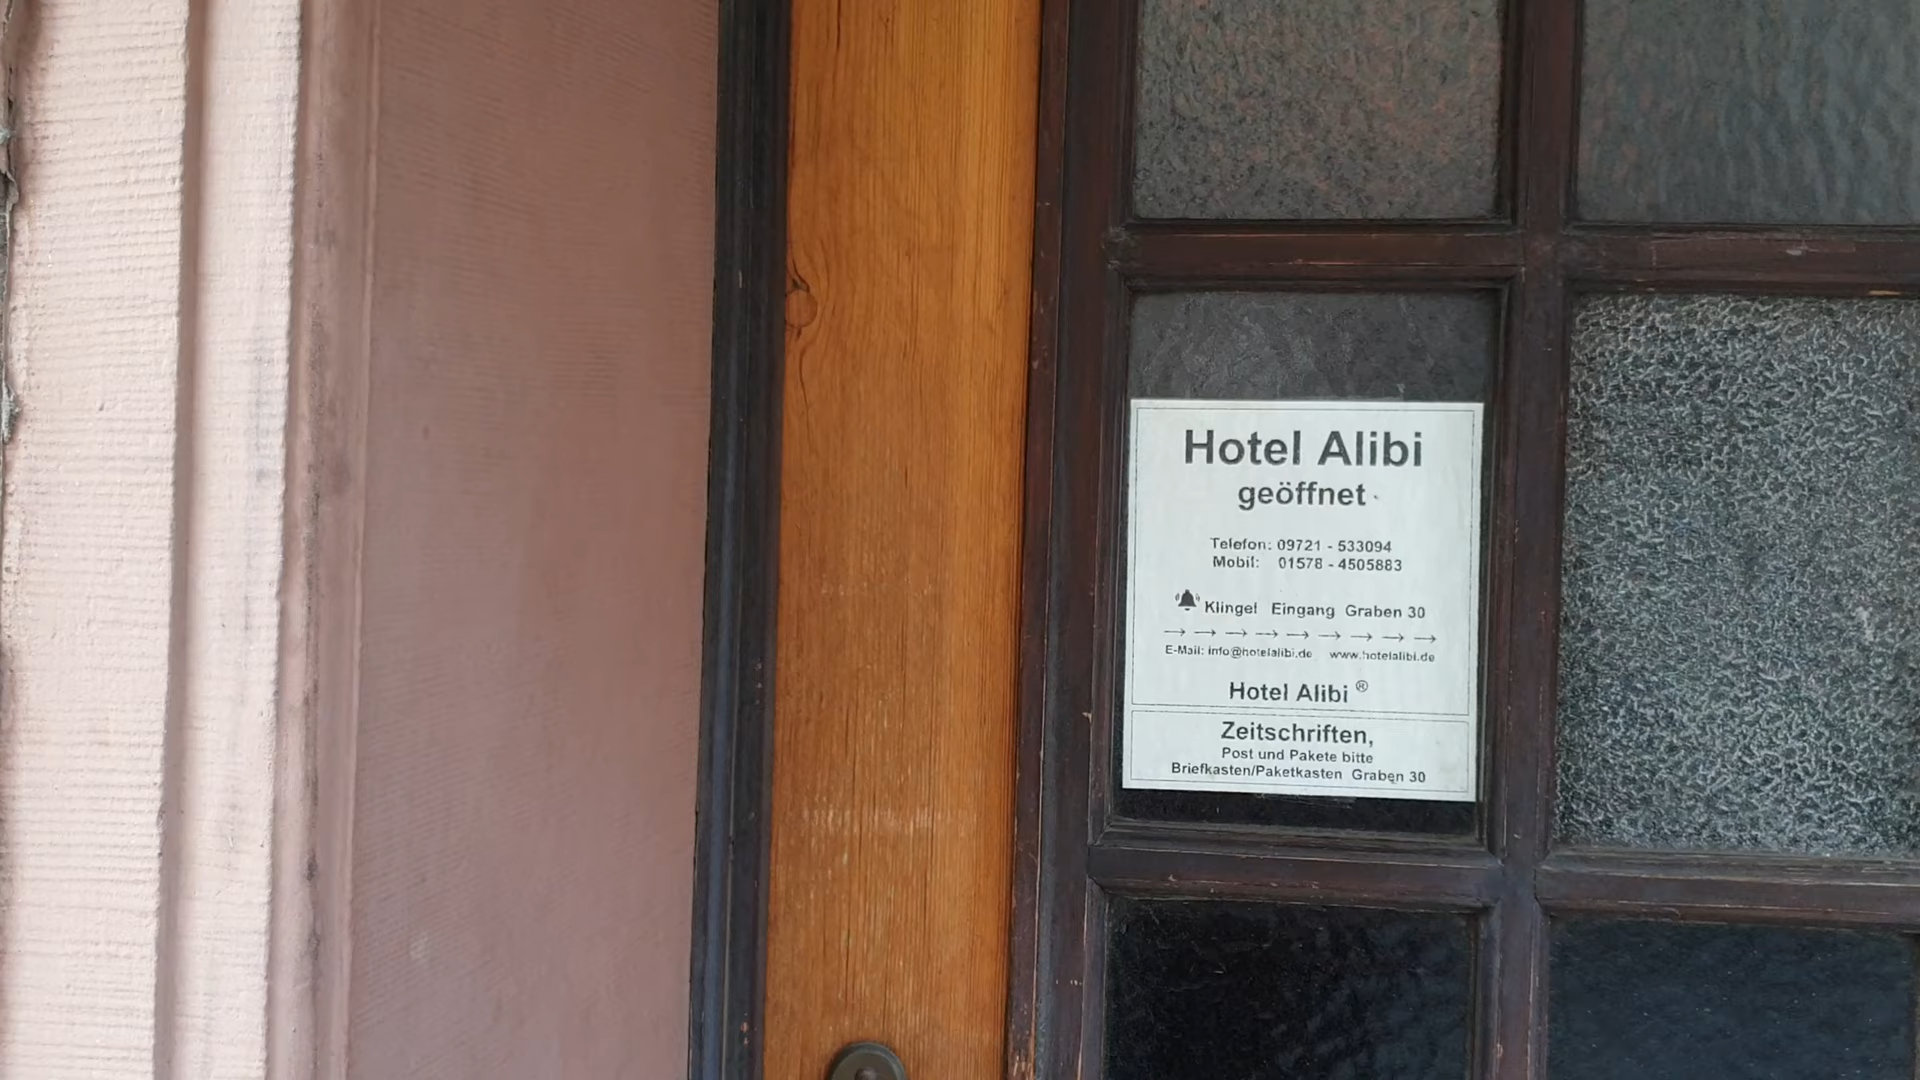 Hotel Alibi
geöffnet
Telefon: 09721 - 533094
Mobil: 01578 - 4505883
Klingel Eingang Graben 30
→ → → → → → → → →
E-Mail: info@hotelalibi.de www.hotelalibi.de
Hotel Alibi ®
Zeitschriften,
Post und Pakete bitte
Briefkasten/Paketkasten Graben 30